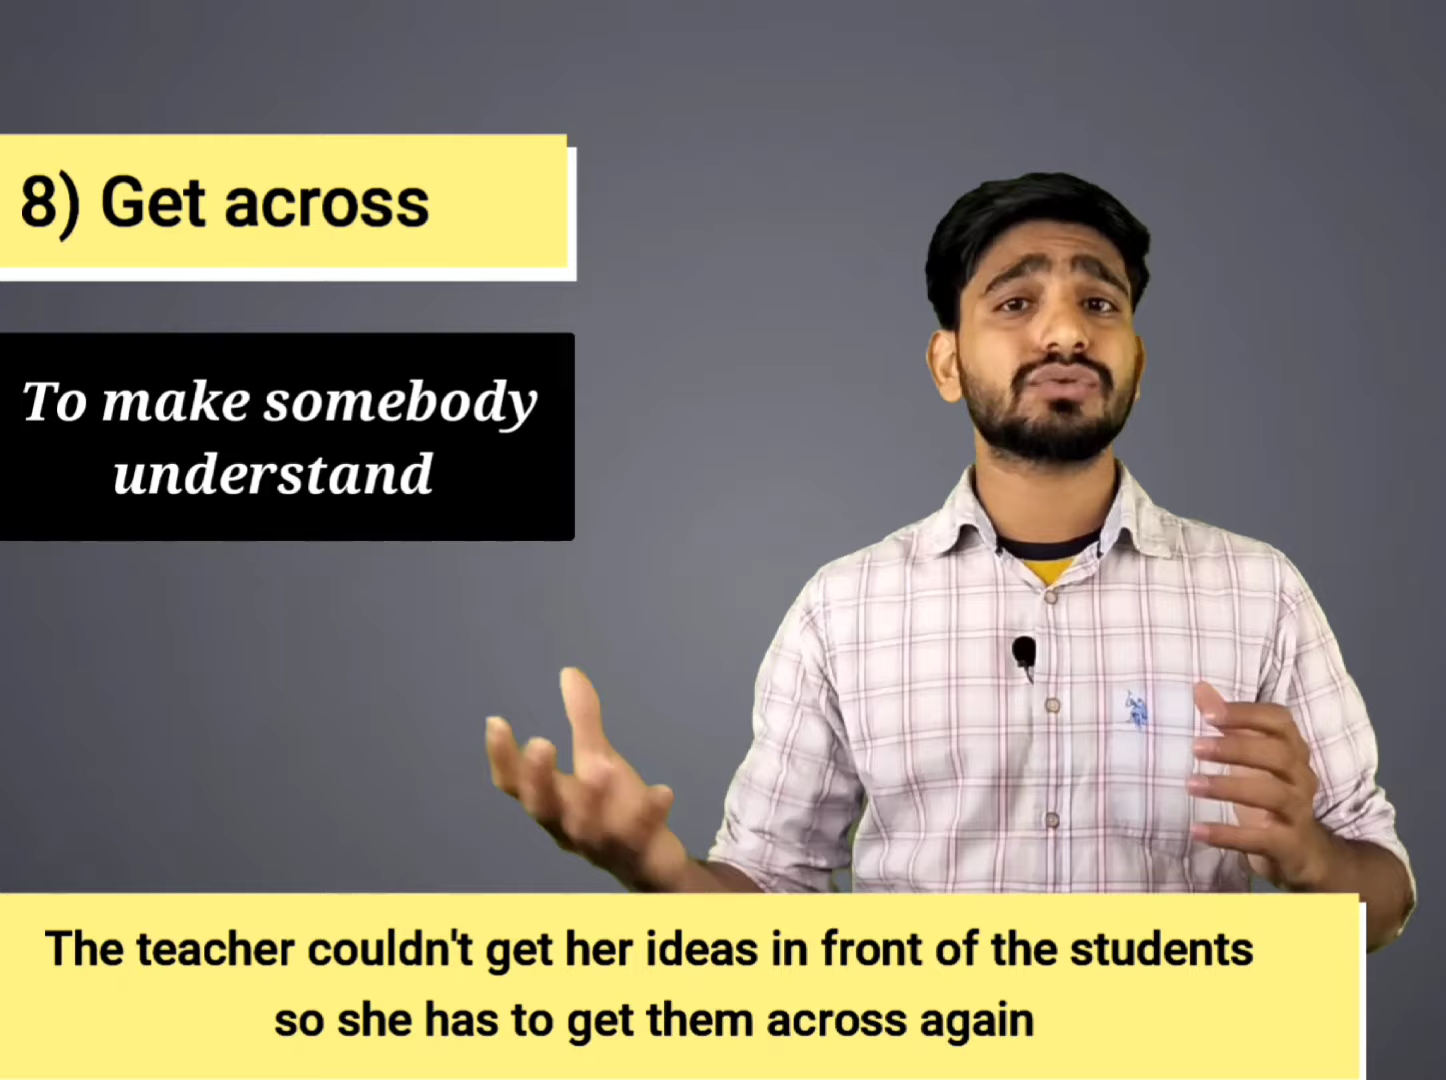 8) Get across
To make somebody
understand
The teacher couldn't get her ideas in front of the students
so she has to get them across again